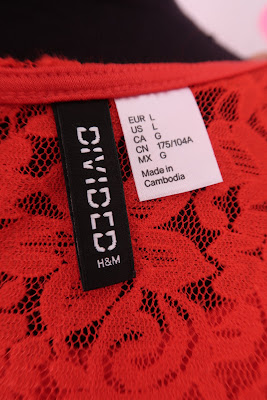 DIVIDED
H&M
EUR L
US L
CA G
CN 175/104A
MX G
Made in
Cambodia